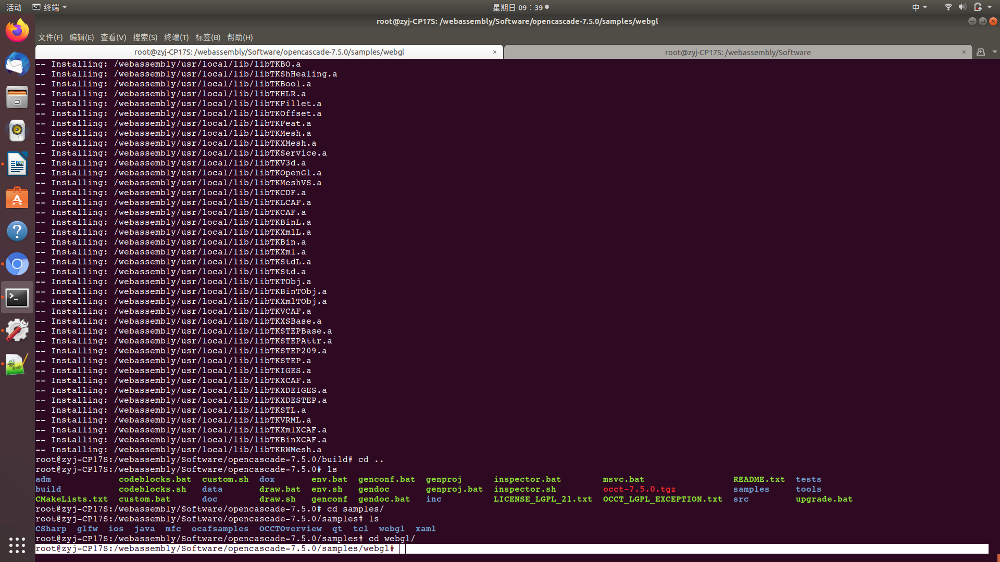 活动 终端 星期日 09：39 中
root@zyj-CP17S: /webassembly/Software/opencascade-7.5.0/samples/webgl
文件(F) 编辑(E) 查看(V) 搜索(S) 终端(T) 标签(B) 帮助(H)
root@zyj-CP17S: /webassembly/Software/opencascade-7.5.0/samples/webgl × root@zyj-CP17S: /webassembly/Software ×
-- Installing: /webassembly/usr/local/lib/libTKBO.a
-- Installing: /webassembly/usr/local/lib/libTKShHealing.a
-- Installing: /webassembly/usr/local/lib/libTKBool.a
-- Installing: /webassembly/usr/local/lib/libTKHLR.a
-- Installing: /webassembly/usr/local/lib/libTKFillet.a
-- Installing: /webassembly/usr/local/lib/libTKOffset.a
-- Installing: /webassembly/usr/local/lib/libTKFeat.a
-- Installing: /webassembly/usr/local/lib/libTKMesh.a
-- Installing: /webassembly/usr/local/lib/libTKXMesh.a
-- Installing: /webassembly/usr/local/lib/libTKService.a
-- Installing: /webassembly/usr/local/lib/libTKV3d.a
-- Installing: /webassembly/usr/local/lib/libTKOpenGl.a
-- Installing: /webassembly/usr/local/lib/libTKMeshVS.a
-- Installing: /webassembly/usr/local/lib/libTKCDF.a
-- Installing: /webassembly/usr/local/lib/libTKLCAF.a
-- Installing: /webassembly/usr/local/lib/libTKCAF.a
-- Installing: /webassembly/usr/local/lib/libTKBinL.a
-- Installing: /webassembly/usr/local/lib/libTKXmlL.a
-- Installing: /webassembly/usr/local/lib/libTKBin.a
-- Installing: /webassembly/usr/local/lib/libTKXml.a
-- Installing: /webassembly/usr/local/lib/libTKStdL.a
-- Installing: /webassembly/usr/local/lib/libTKStd.a
-- Installing: /webassembly/usr/local/lib/libTKTObj.a
-- Installing: /webassembly/usr/local/lib/libTKBinTObj.a
-- Installing: /webassembly/usr/local/lib/libTKXmlTObj.a
-- Installing: /webassembly/usr/local/lib/libTKVCAF.a
-- Installing: /webassembly/usr/local/lib/libTKXSBase.a
-- Installing: /webassembly/usr/local/lib/libTKSTEPBase.a
-- Installing: /webassembly/usr/local/lib/libTKSTEPAttr.a
-- Installing: /webassembly/usr/local/lib/libTKSTEP209.a
-- Installing: /webassembly/usr/local/lib/libTKSTEP.a
-- Installing: /webassembly/usr/local/lib/libTKIGES.a
-- Installing: /webassembly/usr/local/lib/libTKXCAF.a
-- Installing: /webassembly/usr/local/lib/libTKXDEIGES.a
-- Installing: /webassembly/usr/local/lib/libTKXDESTEP.a
-- Installing: /webassembly/usr/local/lib/libTKSTL.a
-- Installing: /webassembly/usr/local/lib/libTKVRML.a
-- Installing: /webassembly/usr/local/lib/libTKXmlXCAF.a
-- Installing: /webassembly/usr/local/lib/libTKBinXCAF.a
-- Installing: /webassembly/usr/local/lib/libTKRWMesh.a
root@zyj-CP17S:/webassembly/Software/opencascade-7.5.0/build# cd ..
root@zyj-CP17S:/webassembly/Software/opencascade-7.5.0# ls
adm codeblocks.bat custom.sh dox env.bat genconf.bat genproj inspector.bat msvc.bat README.txt tests
build codeblocks.sh data draw.bat env.sh gendoc genproj.bat inspector.sh occt-7.5.0.tgz samples tools
CMakeLists.txt custom.bat doc draw.sh genconf gendoc.bat inc LICENSE_LGPL_21.txt OCCT_LGPL_EXCEPTION.txt src upgrade.bat
root@zyj-CP17S:/webassembly/Software/opencascade-7.5.0# cd samples/
root@zyj-CP17S:/webassembly/Software/opencascade-7.5.0/samples# ls
CSharp glfw ios java mfc ocafsamples OCCTOverview qt tcl webgl xaml
root@zyj-CP17S:/webassembly/Software/opencascade-7.5.0/samples# cd webgl/
root@zyj-CP17S:/webassembly/Software/opencascade-7.5.0/samples/webgl#